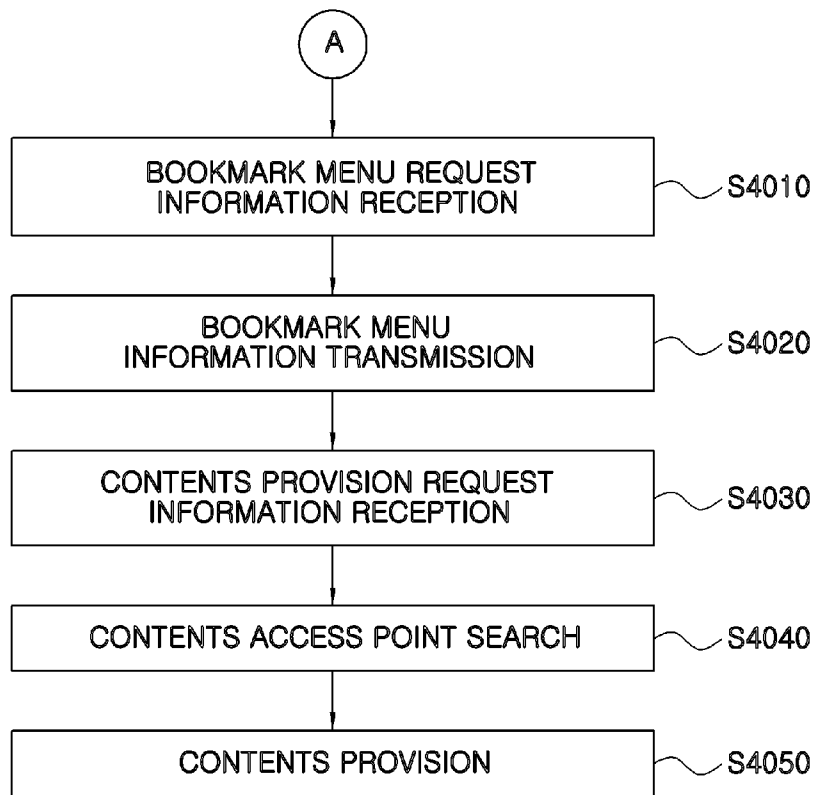 A
BOOKMARK MENU REQUEST
INFORMATION RECEPTION
S4010
BOOKMARK MENU
INFORMATION TRANSMISSION
S4020
CONTENTS PROVISION REQUEST
INFORMATION RECEPTION
S4030
CONTENTS ACCESS POINT SEARCH
S4040
CONTENTS PROVISION
S4050